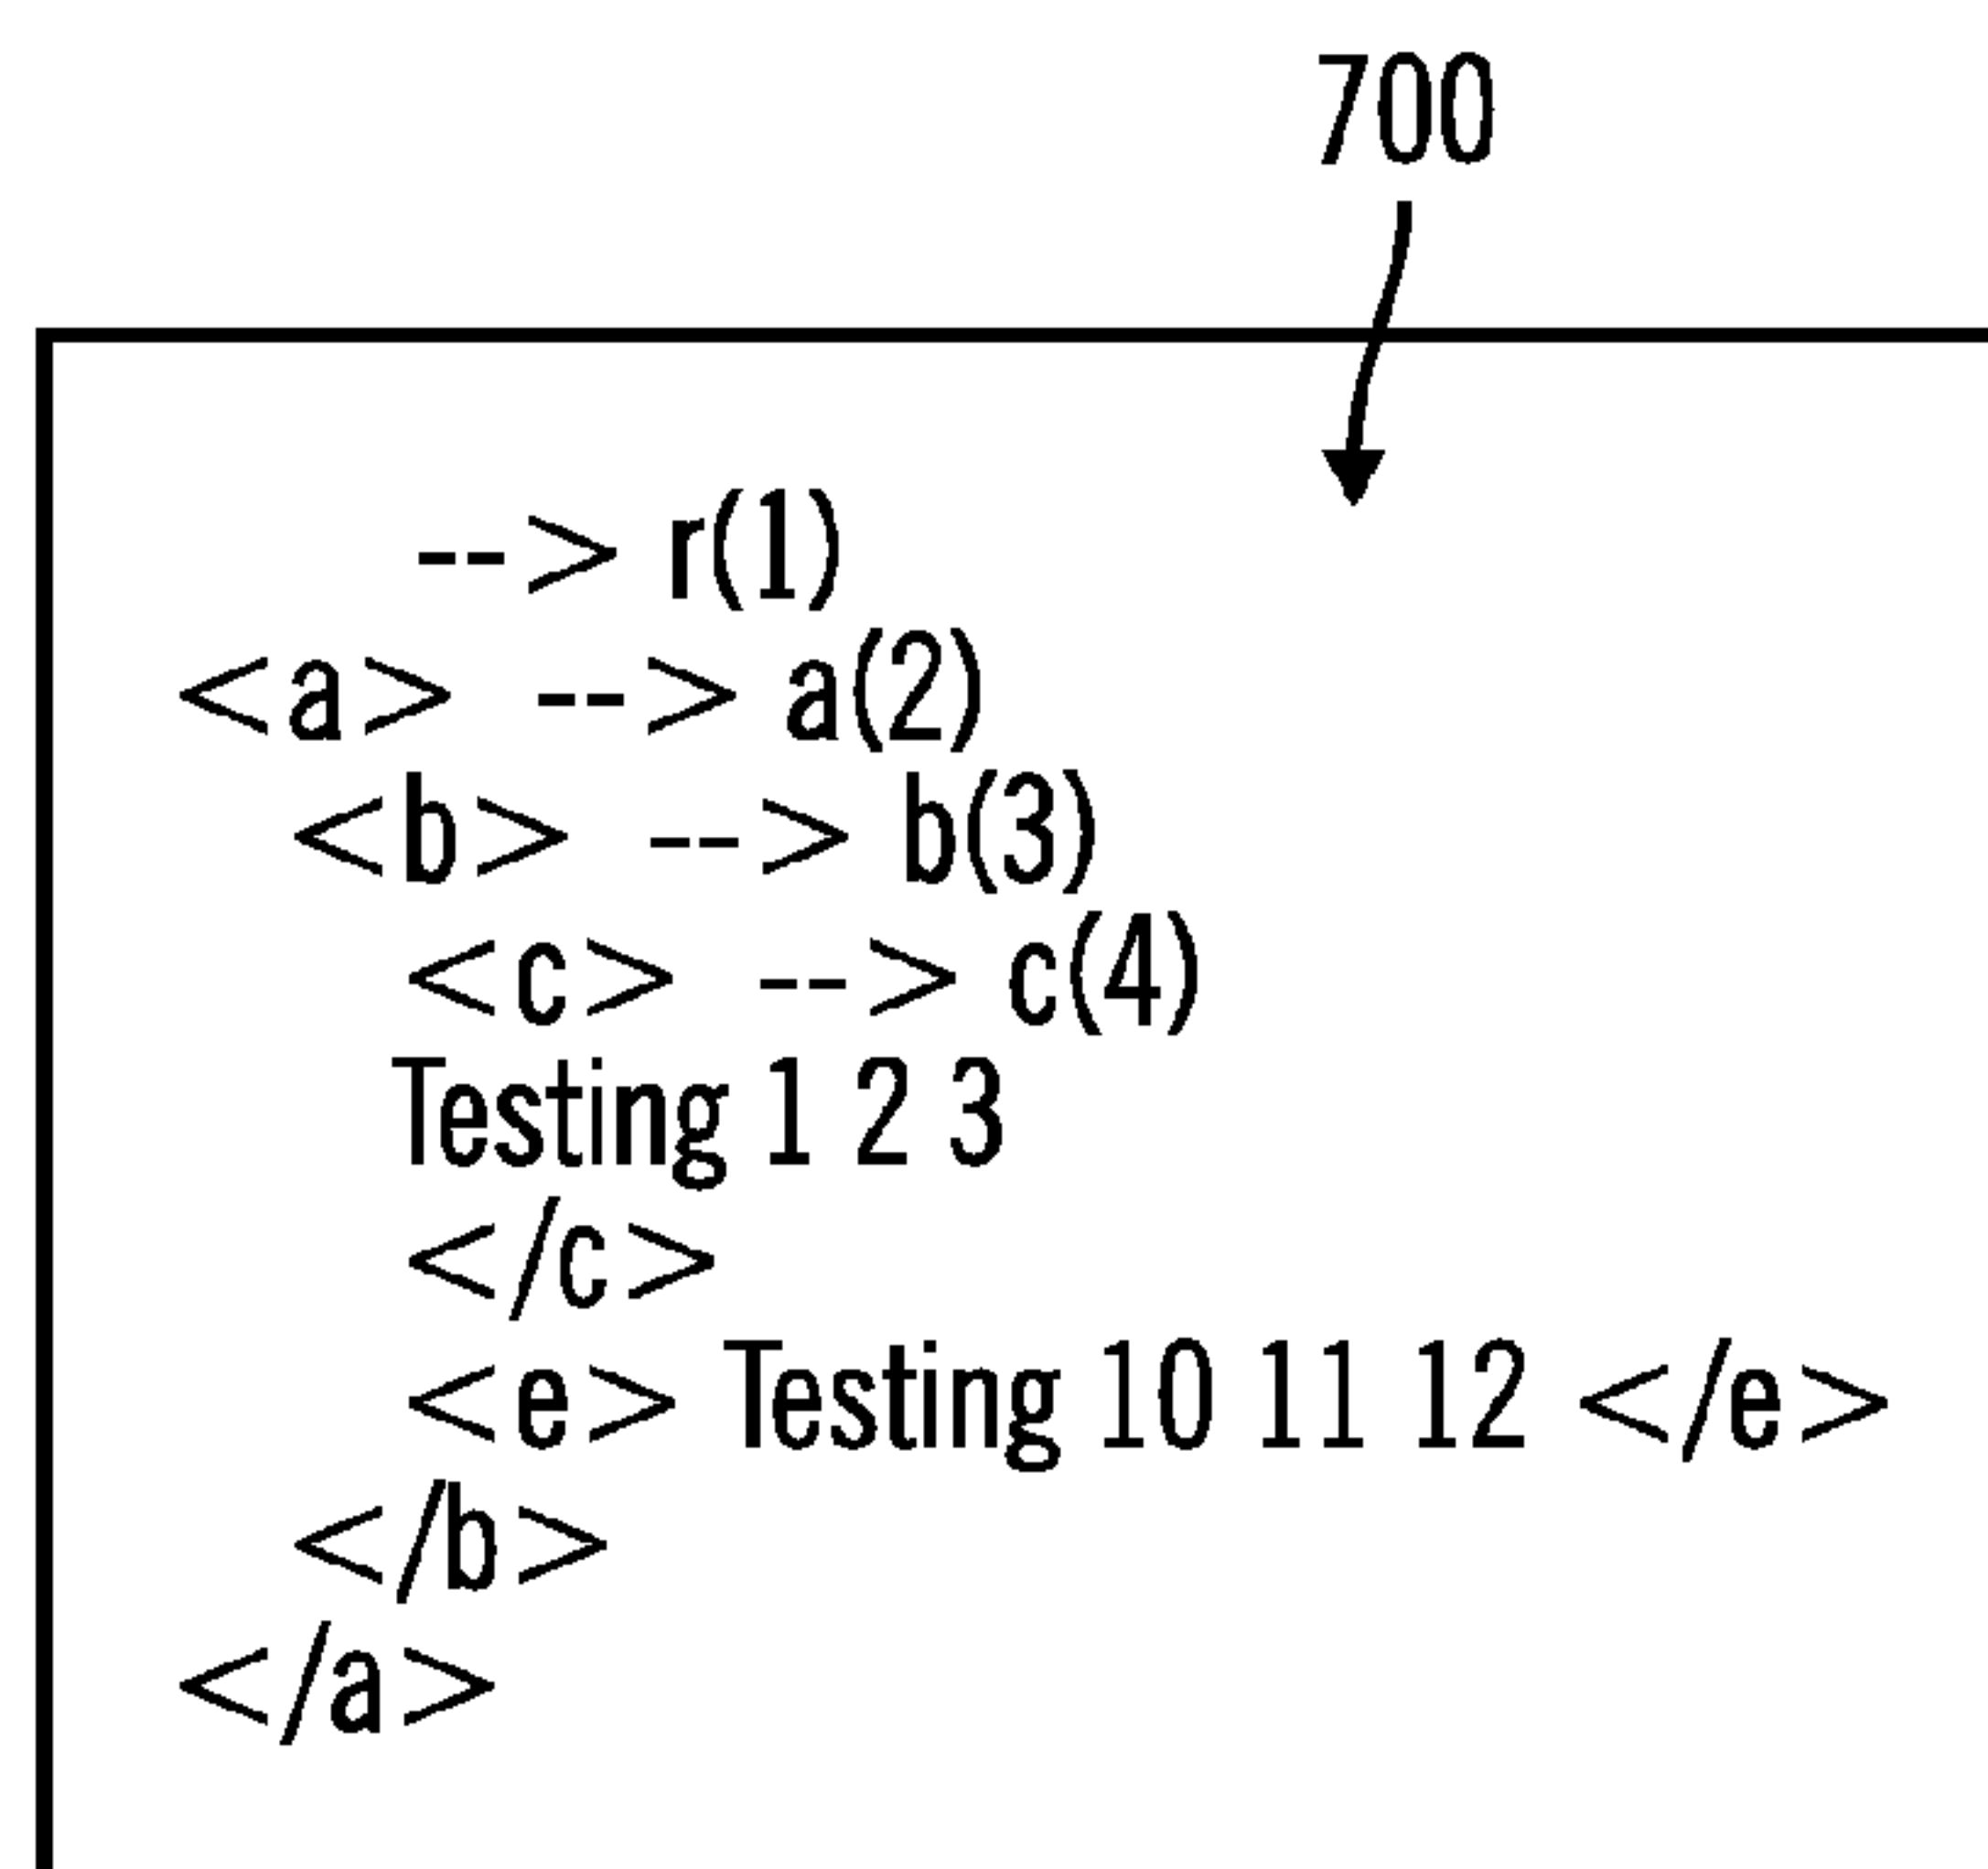 700
--> r(1)
<a> --> a(2)
<b> --> b(3)
<c> --> c(4)
Testing 1 2 3
</c>
<e> Testing 10 11 12 </e>
</b>
</a>